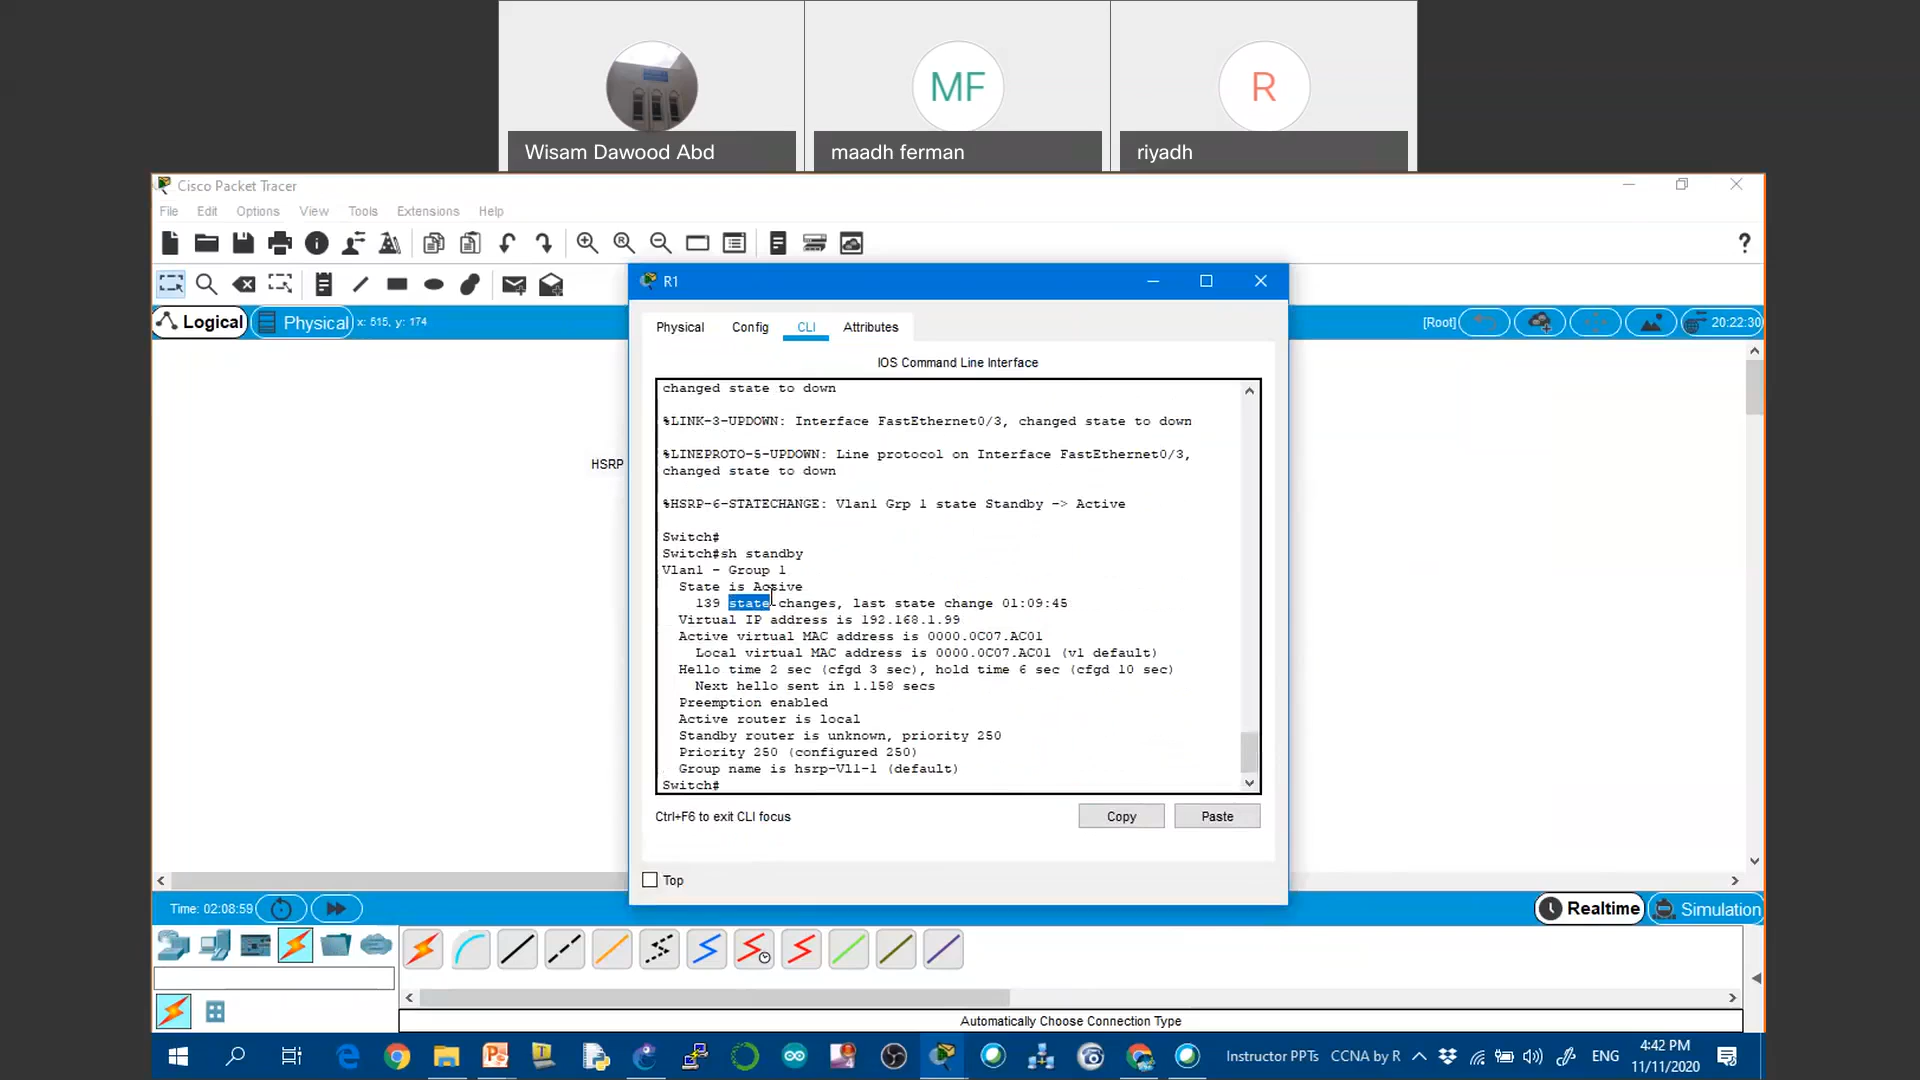 MF
R
Wisam Dawood Abd
maadh ferman
riyadh
Cisco Packet Tracer
File Edit Options View Tools Extensions Help
?
R1
Logical
Physical
x: 515, y: 174
[Root]
20:22:30
Physical Config CLI Attributes
IOS Command Line Interface
changed state to down
%LINK-3-UPDOWN: Interface FastEthernet0/3, changed state to down
%LINEPROTO-5-UPDOWN: Line protocol on Interface FastEthernet0/3,
changed state to down
HSRP
%HSRP-6-STATECHANGE: Vlan1 Grp 1 state Standby -> Active
Switch#
Switch#sh standby
Vlan1 - Group 1
State is Active
139 state changes, last state change 01:09:45
Virtual IP address is 192.168.1.99
Active virtual MAC address is 0000.0C07.AC01
Local virtual MAC address is 0000.0C07.AC01 (v1 default)
Hello time 2 sec (cfgd 3 sec), hold time 6 sec (cfgd 10 sec)
Next hello sent in 1.158 secs
Preemption enabled
Active router is local
Standby router is unknown, priority 250
Priority 250 (configured 250)
Group name is hsrp-Vl1-1 (default)
Switch#
Ctrl+F6 to exit CLI focus
Copy
Paste
Top
Time: 02:08:59
Realtime
Simulation
Automatically Choose Connection Type
Instructor PPTs
CCNA by R
ENG
4:42 PM
11/11/2020